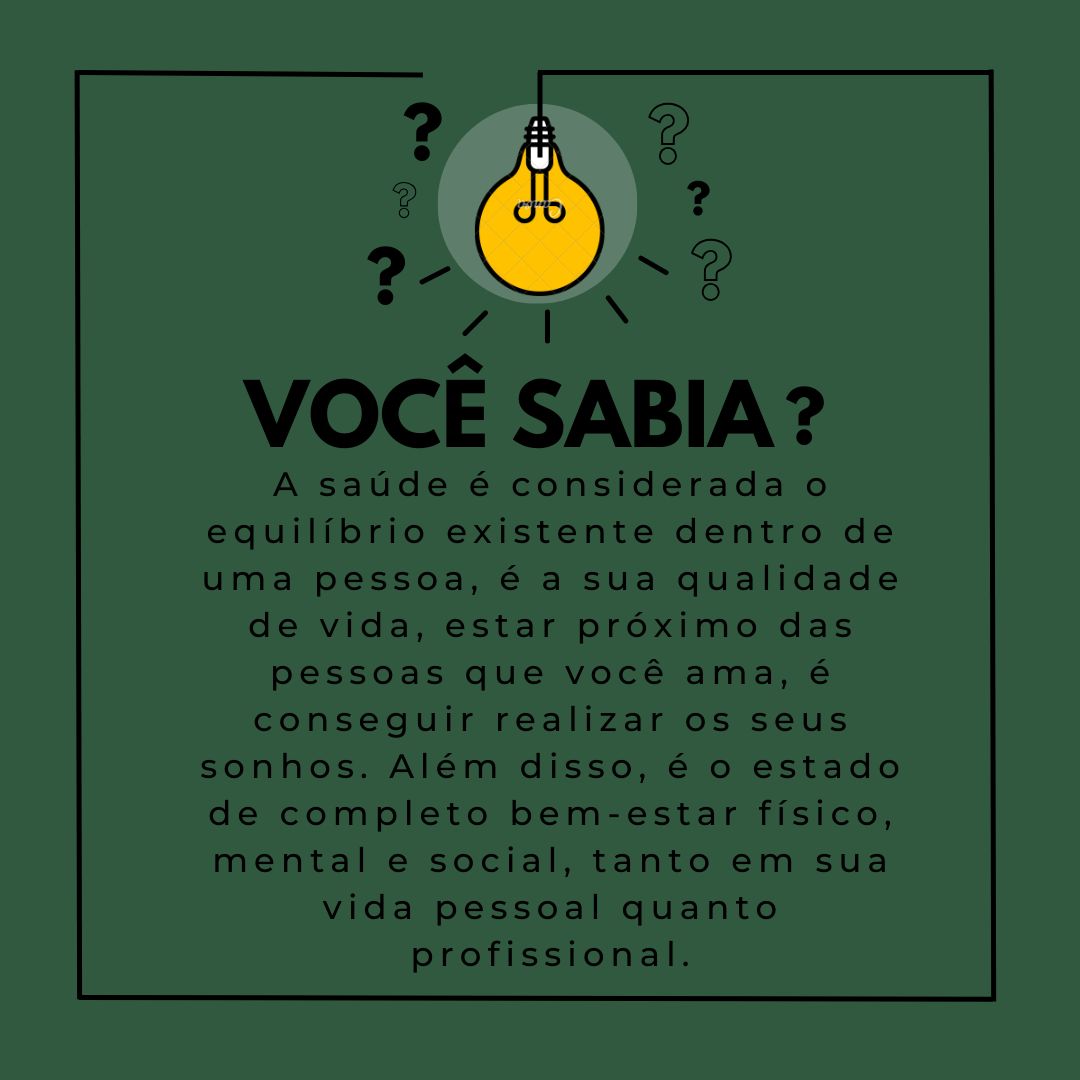 VOCÊ SABIA?
A saúde é considerada o
equilíbrio existente dentro de
uma pessoa, é a sua qualidade
de vida, estar próximo das
pessoas que você ama, é
conseguir realizar os seus
sonhos. Além disso, é o estado
de completo bem-estar físico,
mental e social, tanto em sua
vida pessoal quanto
profissional.